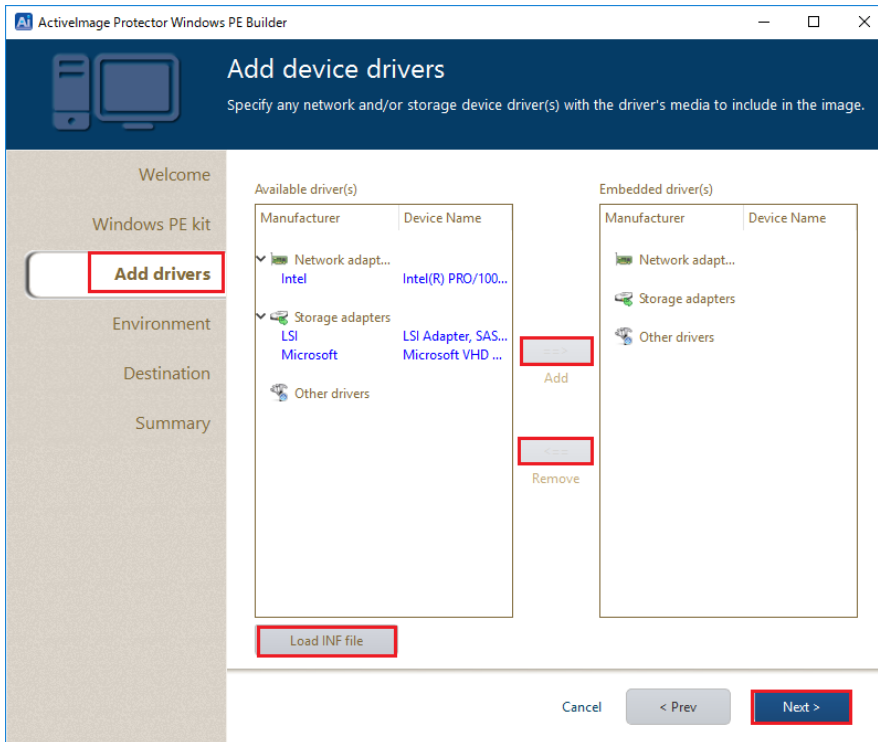 ActiveImage Protector Windows PE Builder
Add device drivers
Specify any network and/or storage device driver(s) with the driver's media to include in the image.
Welcome
Windows PE kit
Add drivers
Environment
Destination
Summary
Available driver(s)
Manufacturer Device Name
Network adapt...
Intel Intel(R) PRO/100...
Storage adapters
LSI LSI Adapter, SAS...
Microsoft Microsoft VHD ...
Other drivers
Load INF file
==>
Add
<==
Remove
Embedded driver(s)
Manufacturer Device Name
Network adapt...
Storage adapters
Other drivers
Cancel
< Prev
Next >